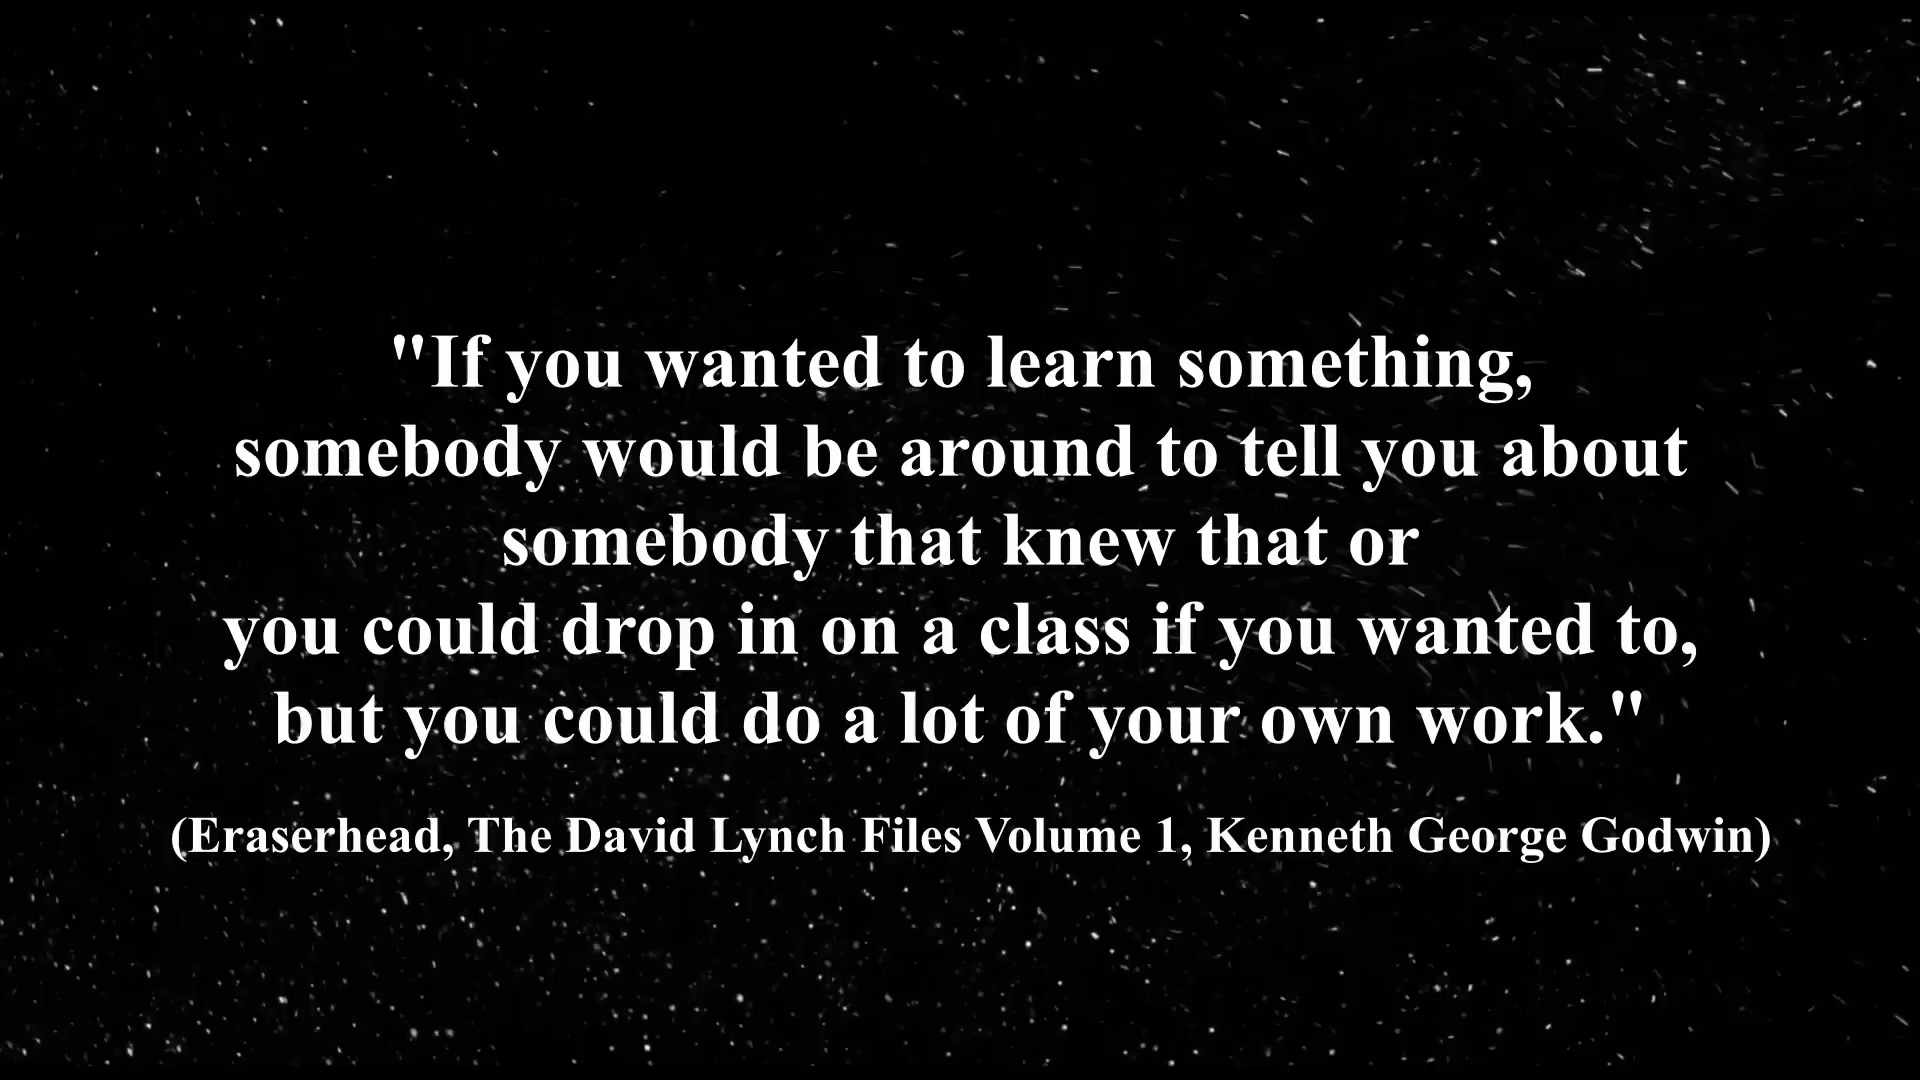 "If you wanted to learn something,
somebody would be around to tell you about
somebody that knew that or
you could drop in on a class if you wanted to,
but you could do a lot of your own work."
(Eraserhead, The David Lynch Files Volume 1, Kenneth George Godwin)